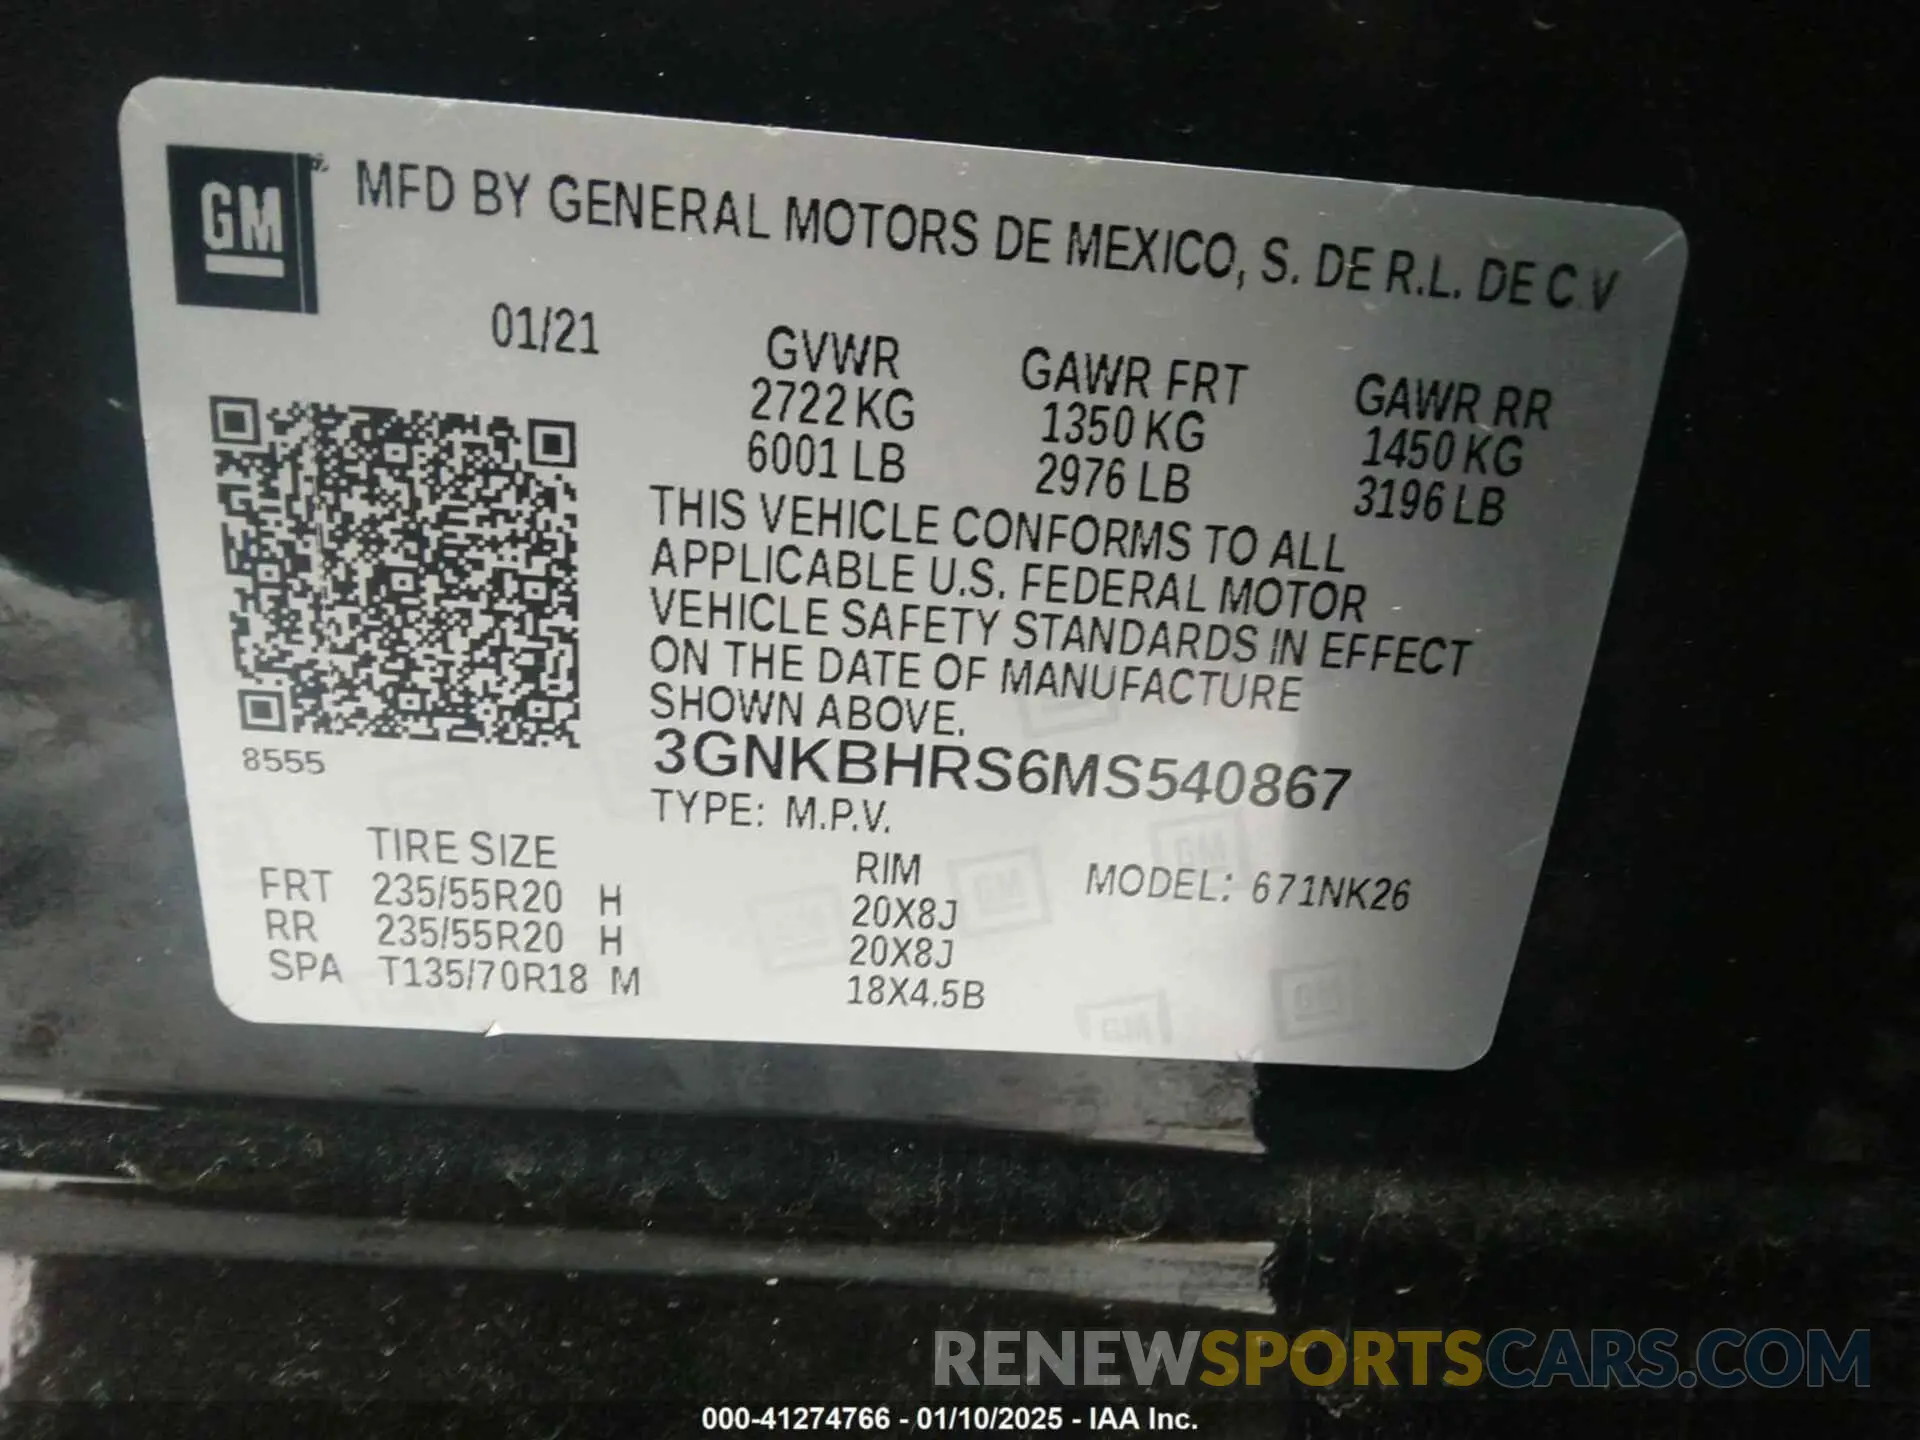 GM MFD BY GENERAL MOTORS DE MEXICO, S. DE R.L. DE C.V
01/21
GVWR GAWR FRT GAWR RR
2722 KG 1350 KG 1450 KG
6001 LB 2976 LB 3196 LB
THIS VEHICLE CONFORMS TO ALL
APPLICABLE U.S. FEDERAL MOTOR
VEHICLE SAFETY STANDARDS IN EFFECT
ON THE DATE OF MANUFACTURE
SHOWN ABOVE.
8555
3GNKBHRS6MS540867
TYPE: M.P.V.
TIRE SIZE RIM MODEL: 671NK26
FRT 235/55R20 H 20X8J
RR 235/55R20 H 20X8J
SPA T135/70R18 M 18X4.5B
GM
GM
GM
GM
RENEWSPORTSCARS.COM
000-41274766 - 01/10/2025 - IAA Inc.